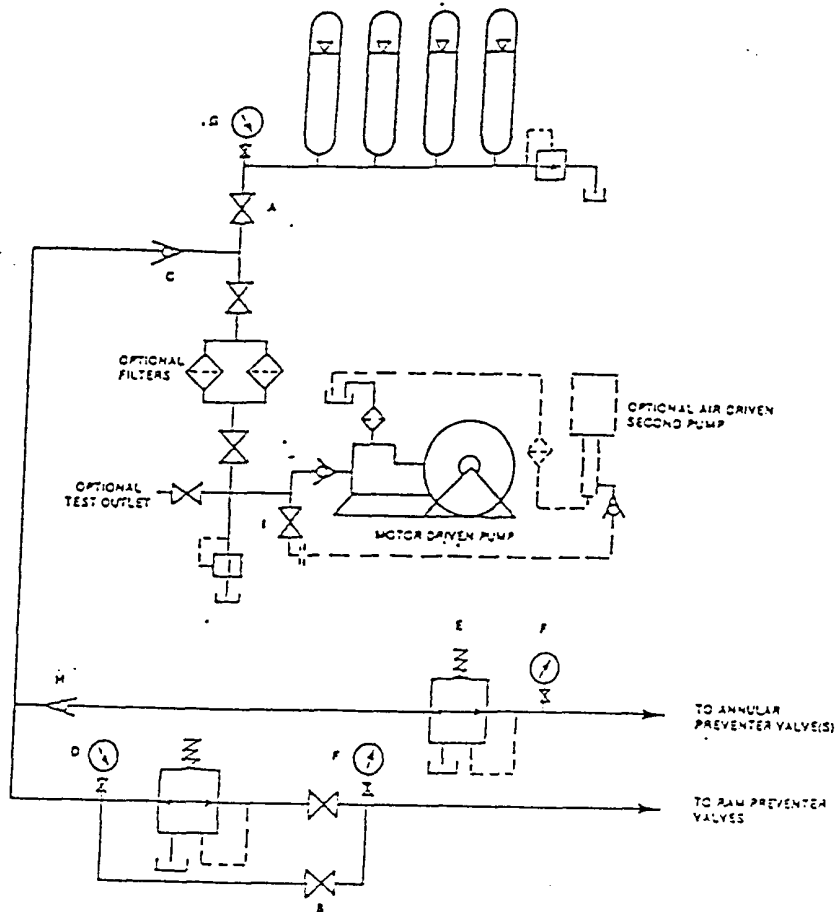 G
A
C
OPTIONAL
FILTERS
OPTIONAL AIR DRIVEN
SECOND PUMP
OPTIONAL
TEST OUTLET
I
MOTOR DRIVEN PUMP
E
F
H
TO ANNULAR
PREVENTER VALVE(S)
D
F
TO RAM PREVENTER
VALVES
B